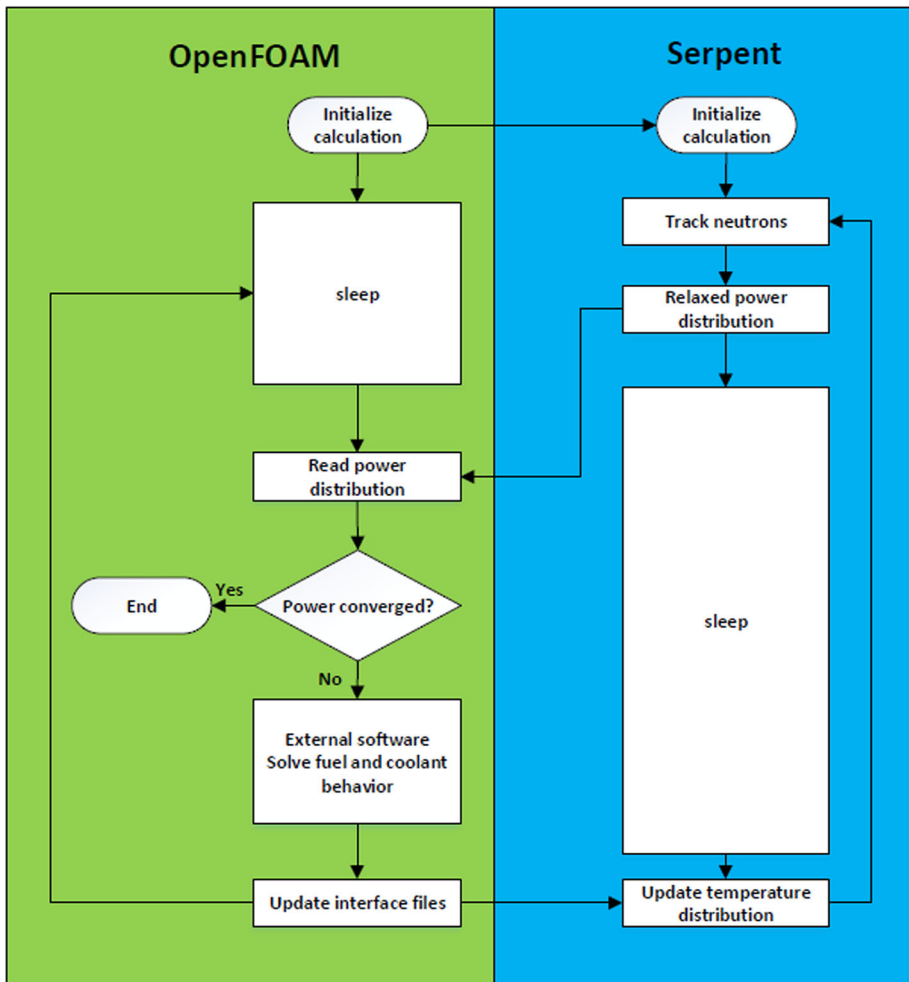 OpenFOAM
Serpent
Initialize
calculation
Initialize
calculation
Track neutrons
sleep
Relaxed power
distribution
Read power
distribution
Yes
End
Power converged?
sleep
No
External software
Solve fuel and coolant
behavior
Update interface files
Update temperature
distribution